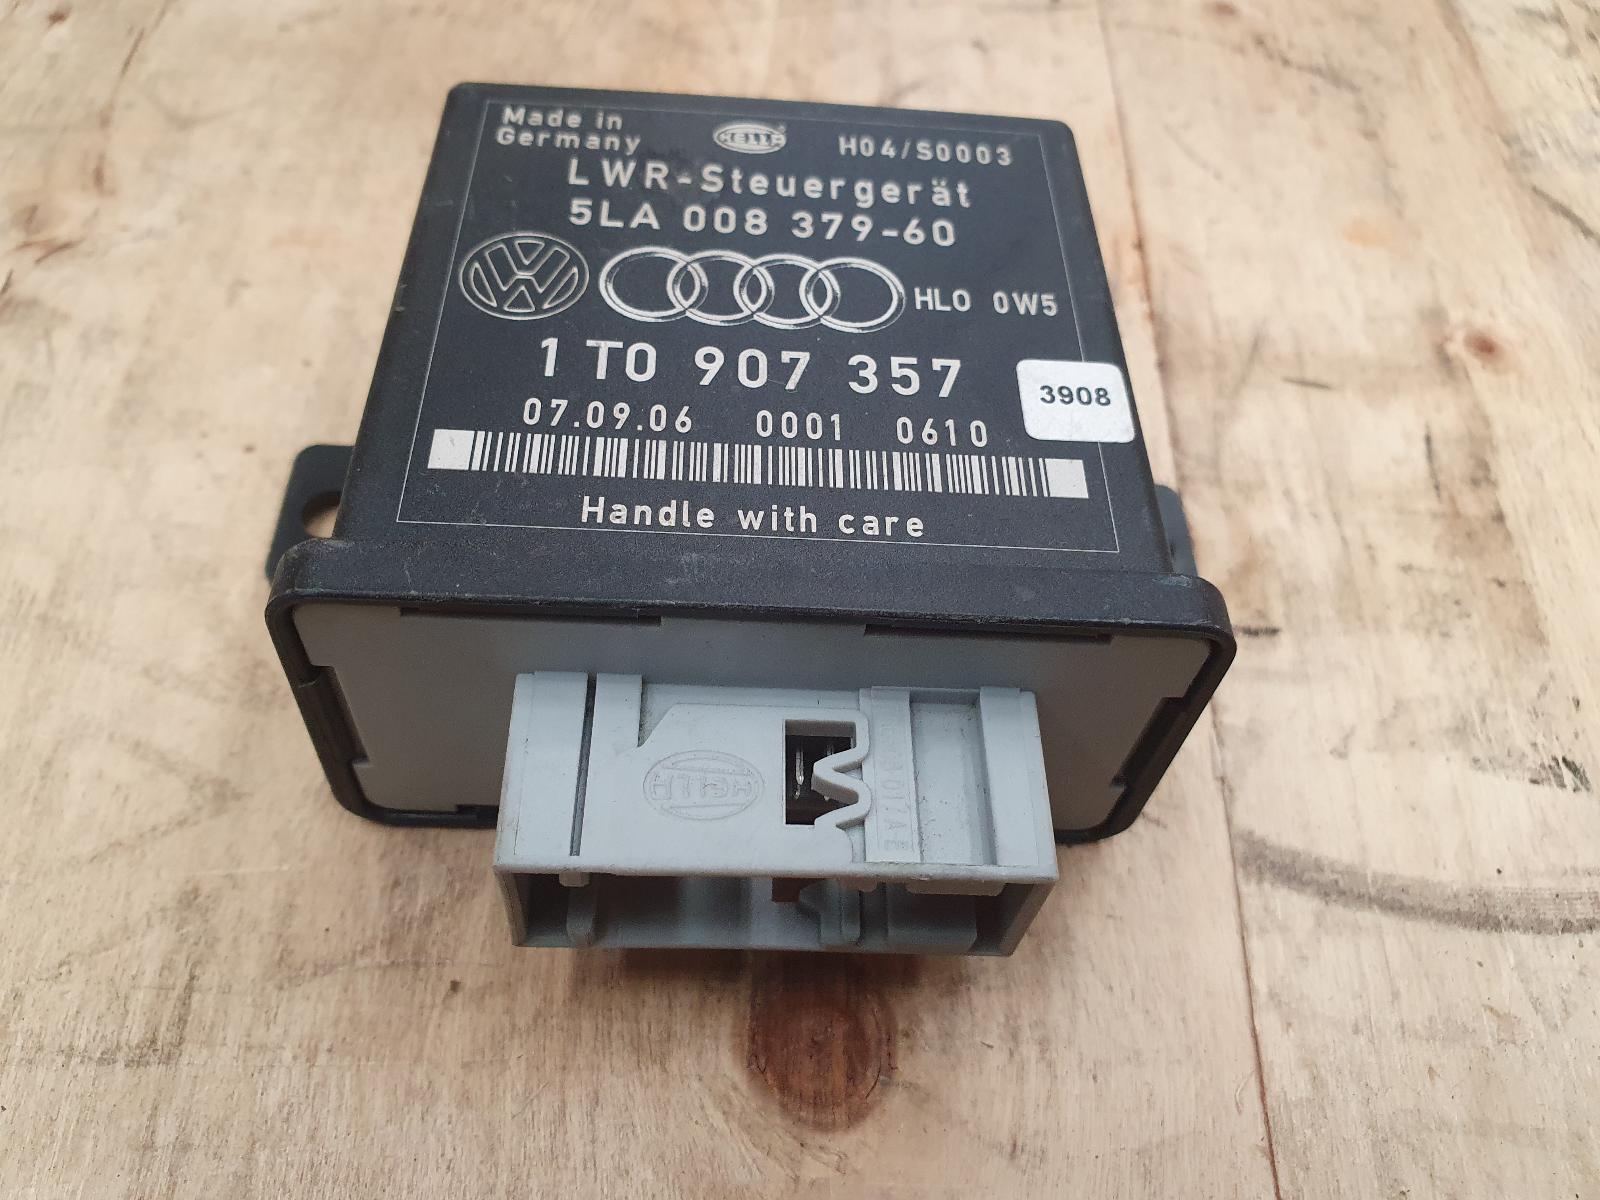 Made in
Germany
HELLA
H04/S0003
LWR-Steuergerät
5LA 008 379-60
HLO 0W5
1T0 907 357
3908
07.09.06 0001 0610
Handle with care
HELLA